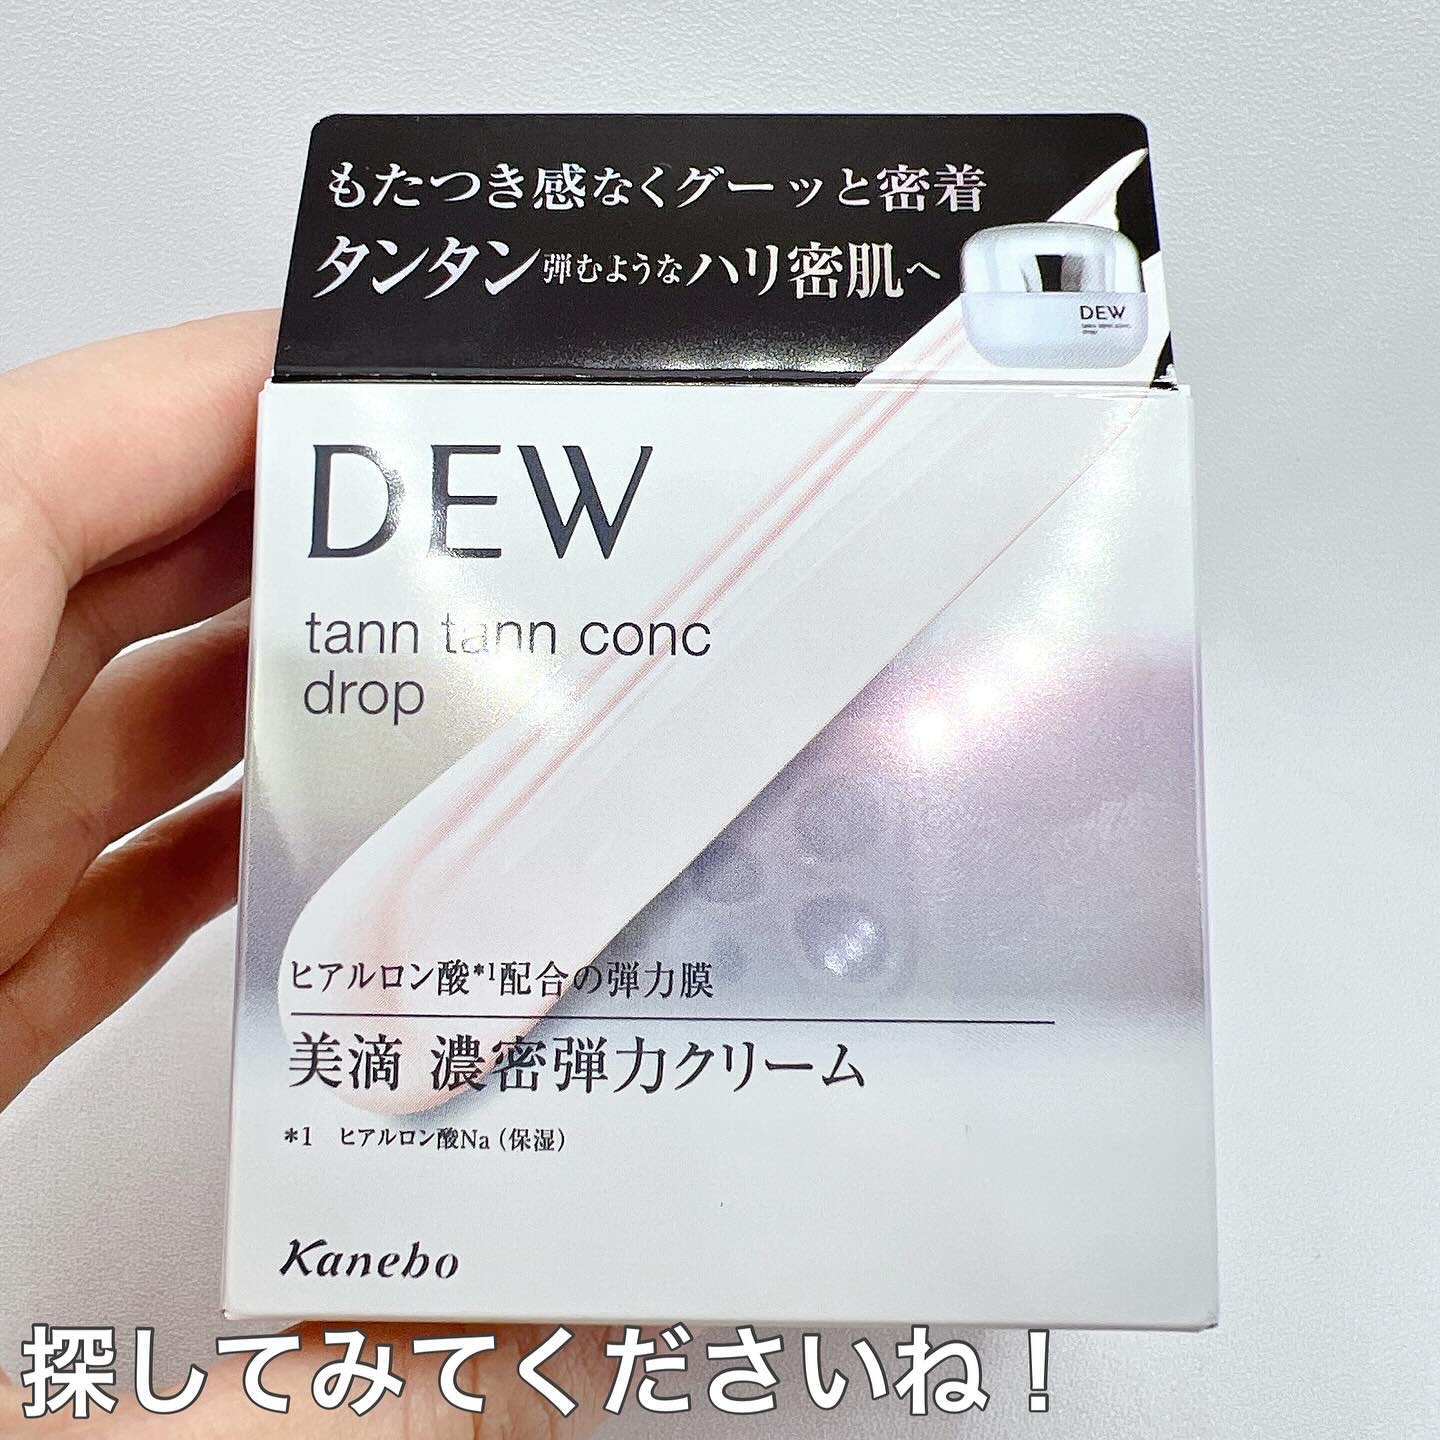 もたつき感なくグーッと密着
タンタン弾むようなハリ密肌へ
DEW
DEW
tann tann conc
drop
ヒアルロン酸*1配合の弾力膜
美滴 濃密弾力クリーム
*1 ヒアルロン酸Na（保湿）
Kanebo
探してみてくださいね！